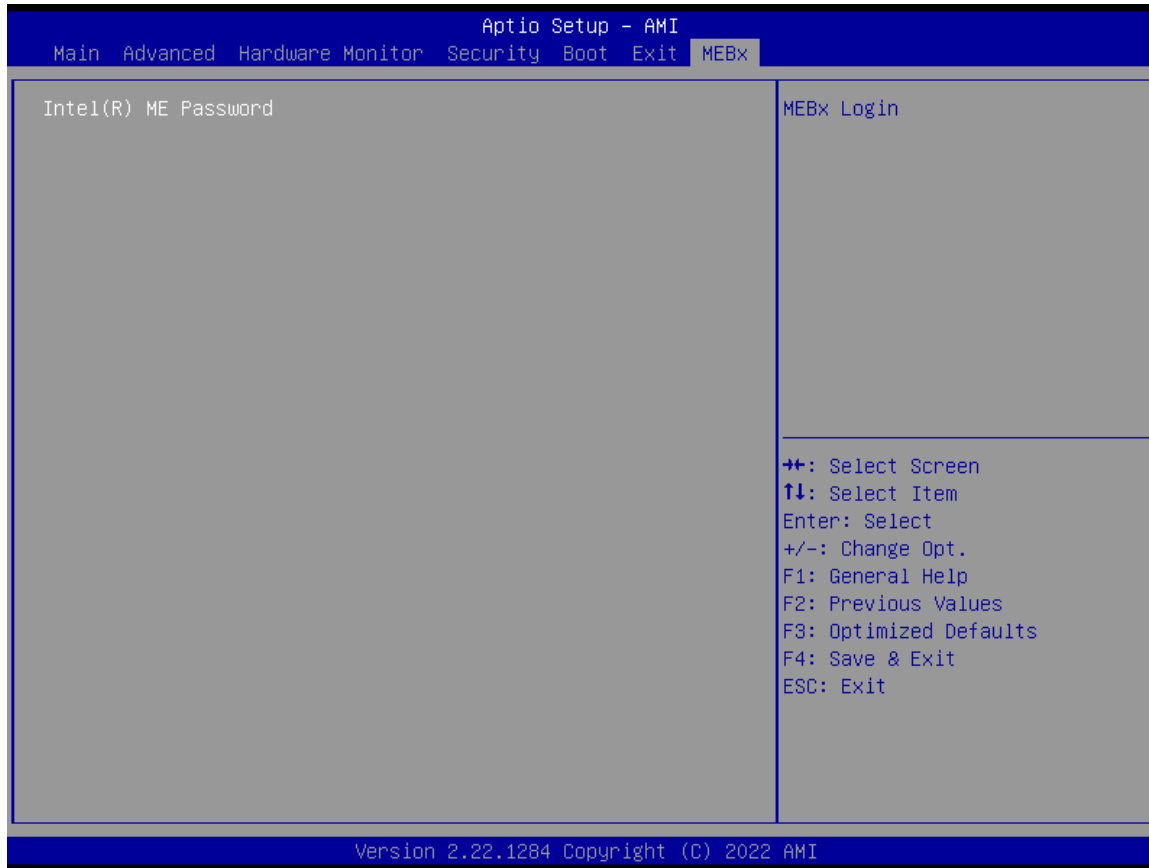 Aptio Setup – AMI
Main Advanced Hardware Monitor Security Boot Exit MEBx
Intel(R) ME Password
MEBx Login
→←: Select Screen
↑↓: Select Item
Enter: Select
+/-: Change Opt.
F1: General Help
F2: Previous Values
F3: Optimized Defaults
F4: Save & Exit
ESC: Exit
Version 2.22.1284 Copyright (C) 2022 AMI